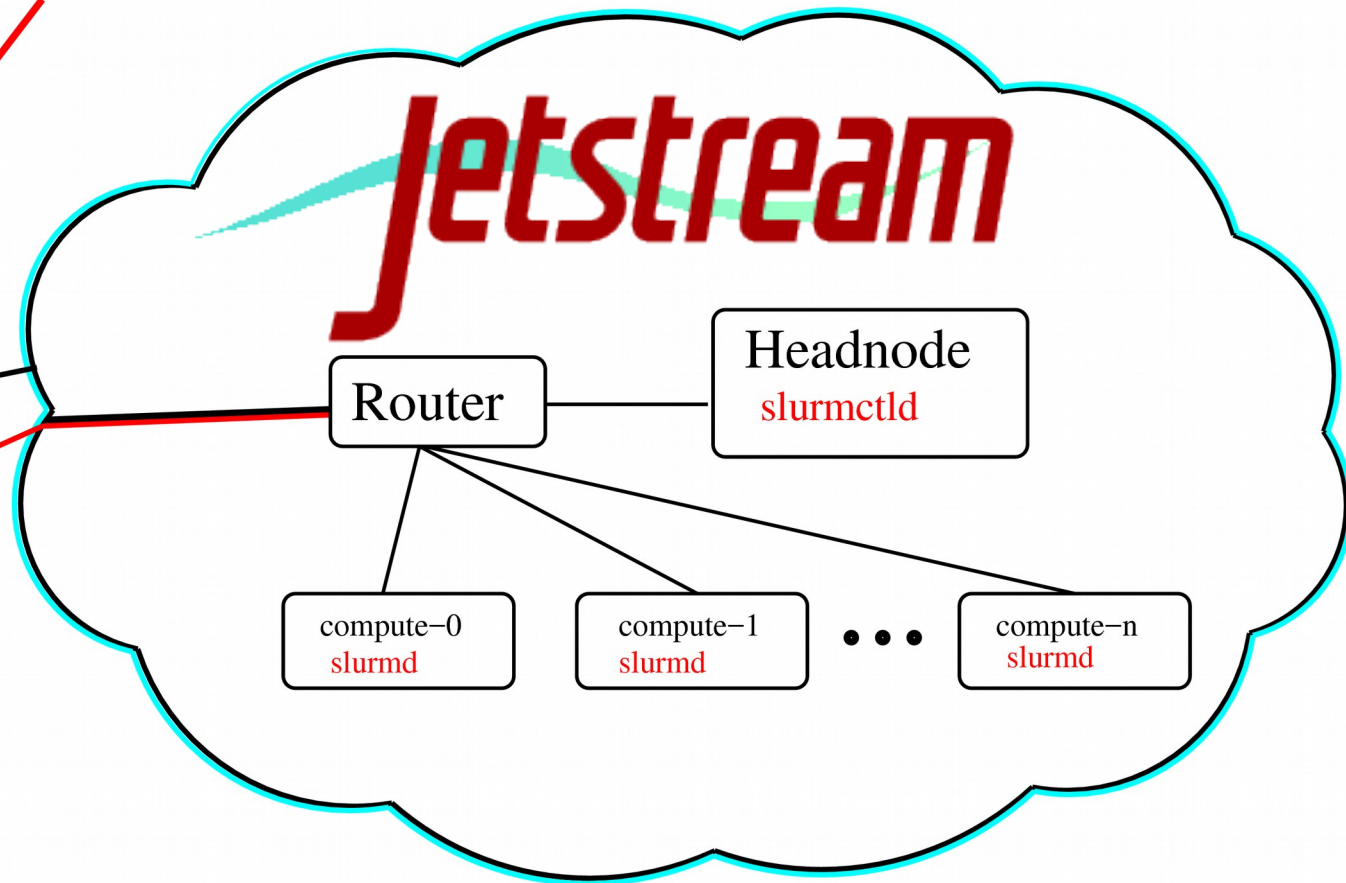 Jetstream
Headnode
slurmctld
Router
compute−0
slurmd
compute−1
slurmd
compute−n
slurmd